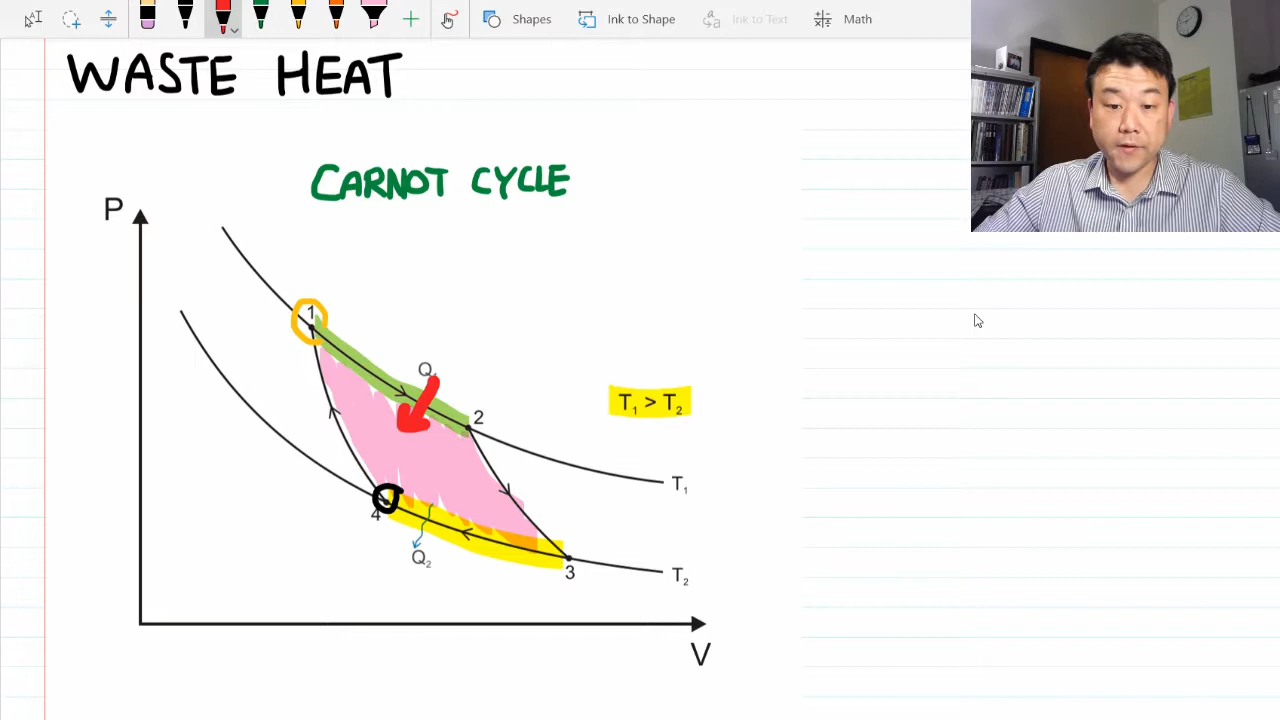 Shapes
Ink to Shape
Ink to Text
Math
WASTE HEAT
CARNOT CYCLE
P
1
Q
2
T₁ > T₂
T₁
4
Q₂
3
T₂
V